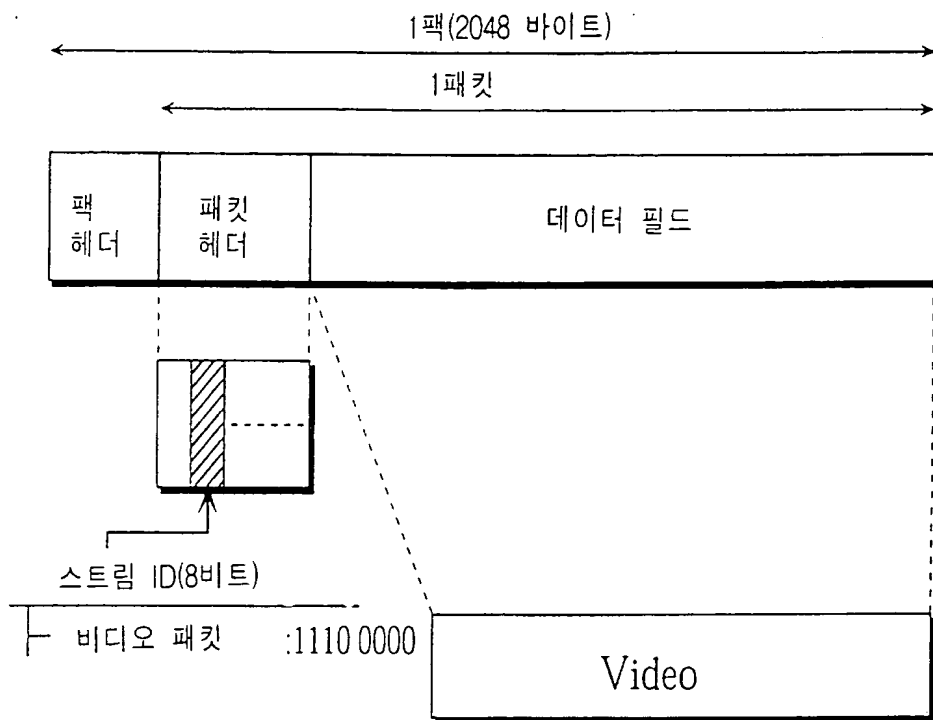 1팩(2048 바이트)
1패킷
팩
헤더
패킷
헤더
데이터 필드
스트림 ID(8비트)
비디오 패킷 :1110 0000
Video